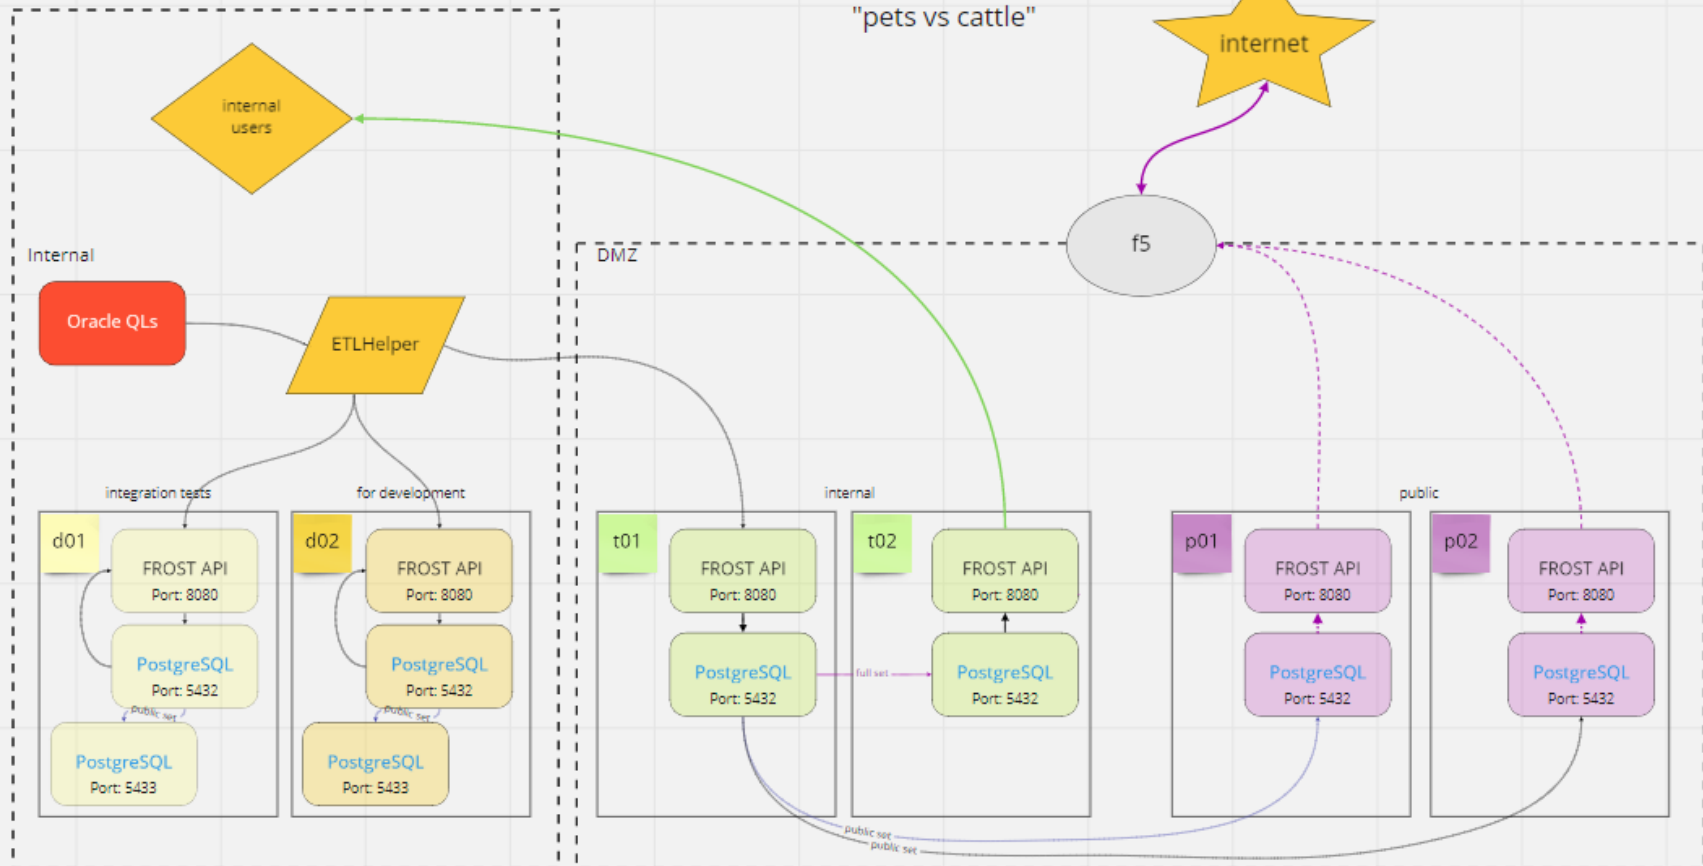 "pets vs cattle"
internet
internal
users
f5
Internal
DMZ
Oracle QLs
ETLHelper
integration tests
for development
internal
public
d01
FROST API
Port: 8080
PostgreSQL
Port: 5432
public set
PostgreSQL
Port: 5433
d02
FROST API
Port: 8080
PostgreSQL
Port: 5432
public set
PostgreSQL
Port: 5433
t01
FROST API
Port: 8080
PostgreSQL
Port: 5432
full set
t02
FROST API
Port: 8080
PostgreSQL
Port: 5432
p01
FROST API
Port: 8080
PostgreSQL
Port: 5432
p02
FROST API
Port: 8080
PostgreSQL
Port: 5432
public set
public set